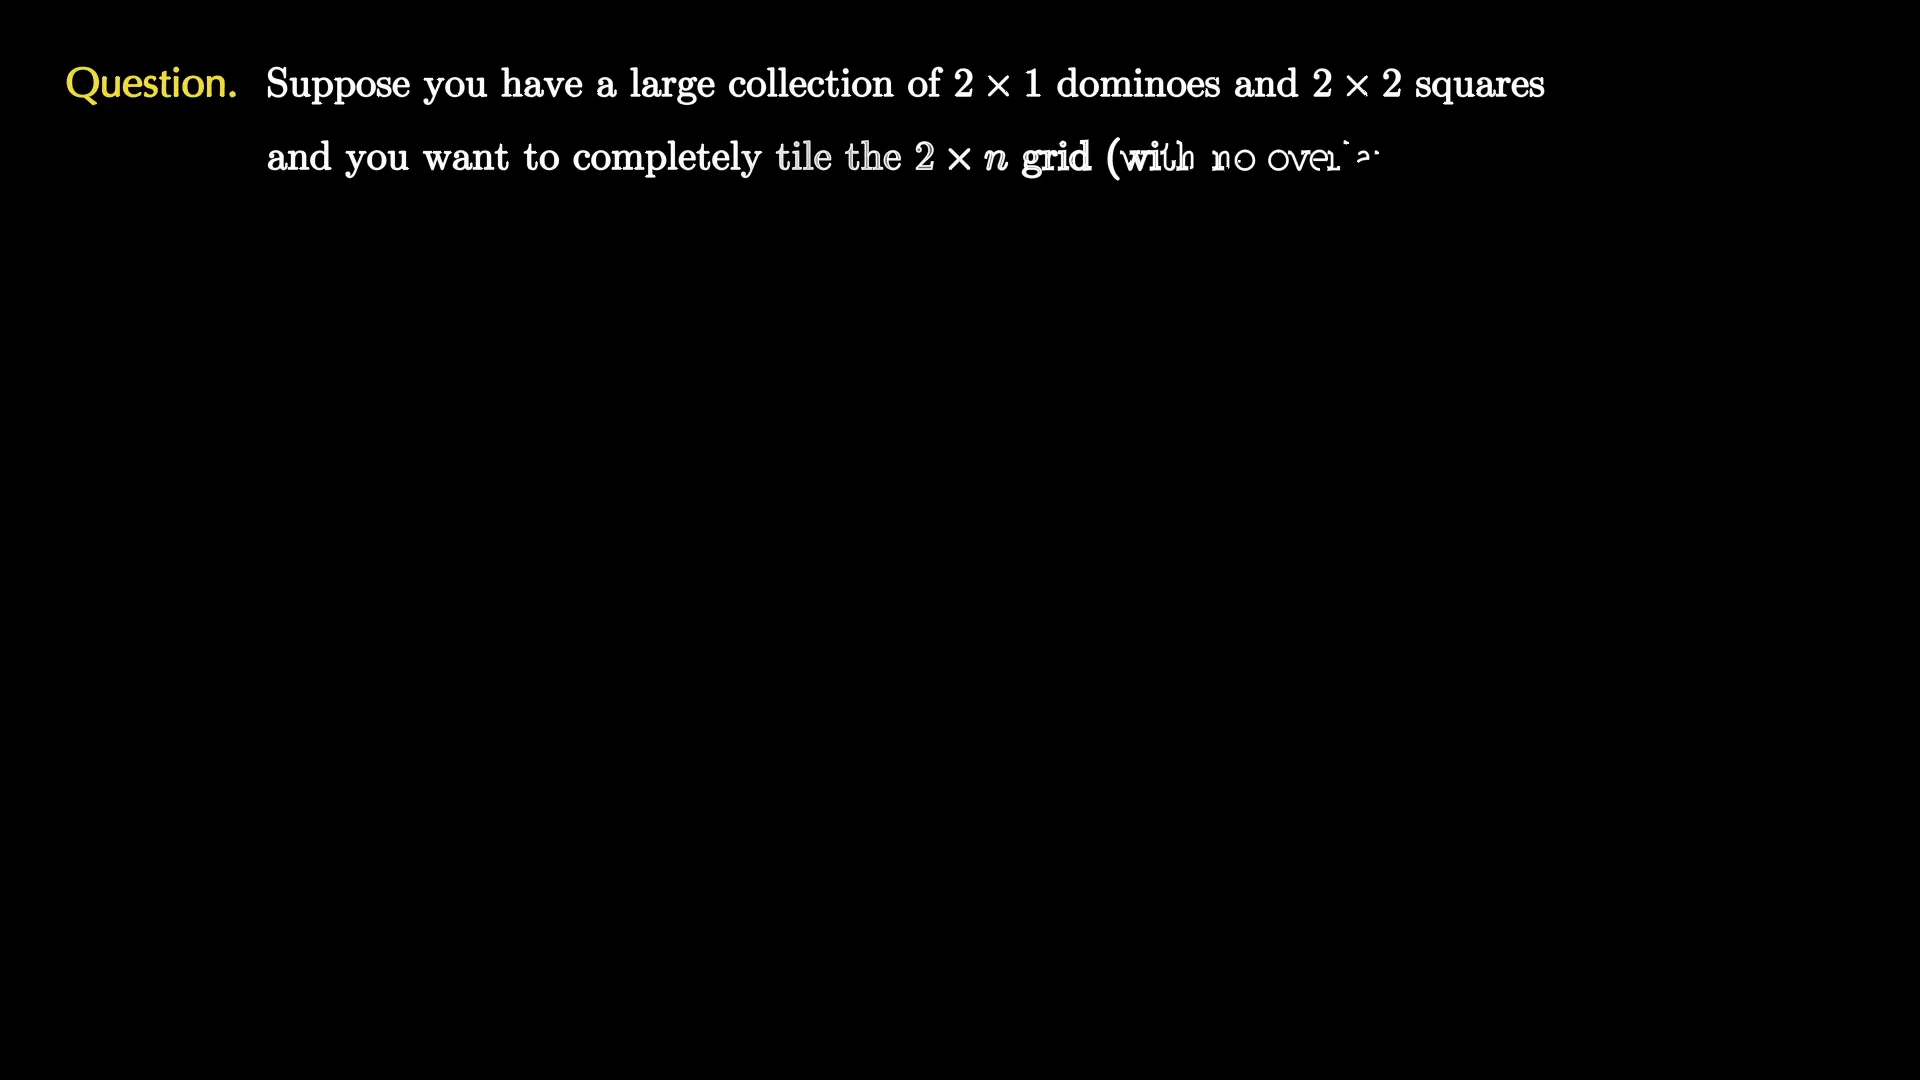 Question. Suppose you have a large collection of 2 × 1 dominoes and 2 × 2 squares
and you want to completely tile the 2 × n grid (with no